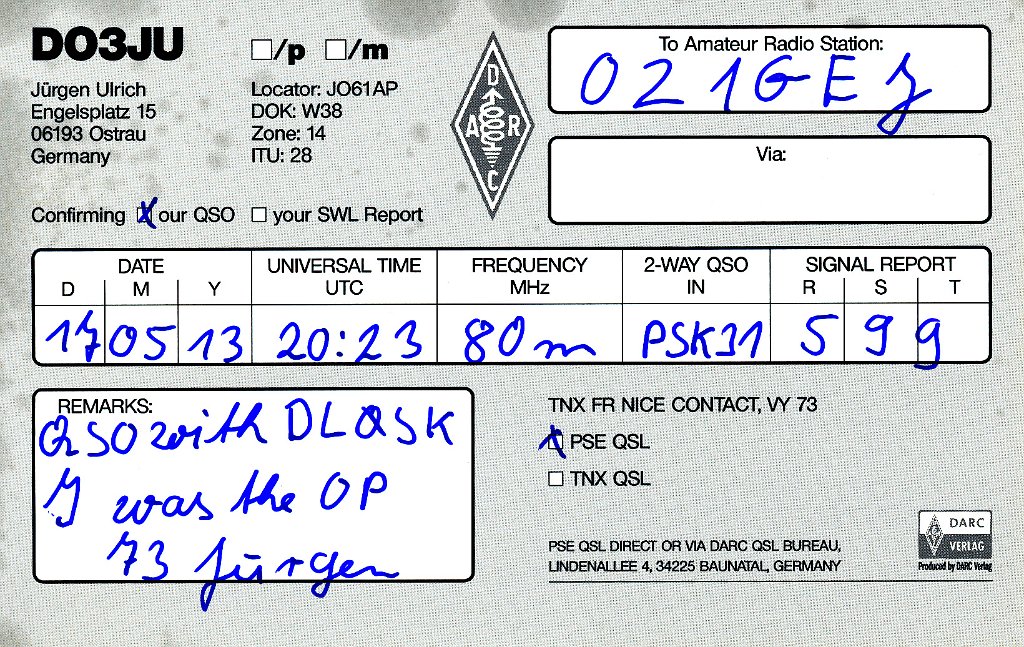 DO3JU
☐/p ☐/m
Jürgen Ulrich
Engelsplatz 15
06193 Ostrau
Germany
Locator: JO61AP
DOK: W38
Zone: 14
ITU: 28
D
A R
C
To Amateur Radio Station:
OZ1GEJ
Via:
Confirming ☒ our QSO ☐ your SWL Report
DATE UNIVERSAL TIME FREQUENCY 2-WAY QSO SIGNAL REPORT
D M Y UTC MHz IN R S T
17 05 13 20:23 80m PSK31 5 9 9
REMARKS:
QSO with DLQSK
I was the OP
73 Jürgen
TNX FR NICE CONTACT, VY 73
☒ PSE QSL
☐ TNX QSL
PSE QSL DIRECT OR VIA DARC QSL BUREAU,
LINDENALLEE 4, 34225 BAUNATAL, GERMANY
DARC
VERLAG
Produced by DARC Verlag